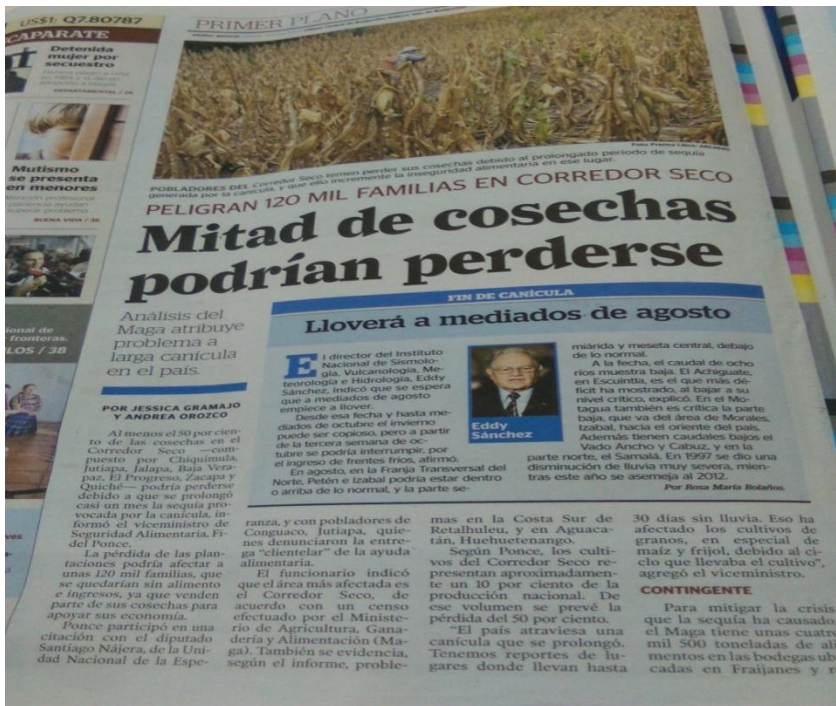 US$1: Q7.80787
CAPARATE
Detenida
mujer por
secuestro
DEPARTAMENTAL / 24
Mutismo
se presenta
en menores
BUENA VIDA / 36
ional de
fronteras.
LOS / 38
PRIMER PLANO
Foto Prensa Libre:
POBLADORES DEL Corredor Seco temen perder sus cosechas debido al prolongado periodo de sequía
generada por la canícula, y que ello incremente la inseguridad alimentaria en ese lugar.
PELIGRAN 120 MIL FAMILIAS EN CORREDOR SECO
Mitad de cosechas
podrían perderse
Análisis del
Maga atribuye
problema a
larga canícula
en el país.
POR JESSICA GRAMAJO
Y ANDREA OROZCO
Al menos el 50 por cien-
to de las cosechas en el
Corredor Seco —com-
puesto por Chiquimula,
Jutiapa, Jalapa, Baja Vera-
paz, El Progreso, Zacapa y
Quiché— podría perderse
debido a que se prolongó
casi un mes la sequía pro-
vocada por la canícula, in-
formó el viceministro de
Seguridad Alimentaria, Fi-
del Ponce.
La pérdida de las plan-
taciones podría afectar a
unas 120 mil familias, que
se quedarían sin alimento
e ingresos, ya que venden
parte de sus cosechas para
apoyar su economía.
Ponce participó en una
citación con el diputado
Santiago Nájera, de la Uni-
dad Nacional de la Espe-
FIN DE CANÍCULA
Lloverá a mediados de agosto
El director del Instituto
Nacional de Sismolo-
gía, Vulcanología, Me-
teorología e Hidrología, Eddy
Sánchez, indicó que se espera
que a mediados de agosto
empiece a llover.
Desde esa fecha y hasta me-
diados de octubre el invierno
puede ser copioso, pero a partir
de la tercera semana de oc-
tubre se podría interrumpir, por
el ingreso de frentes fríos, afirmó.
En agosto, en la Franja Transversal del
Norte, Petén e Izabal podría estar dentro
o arriba de lo normal, y la parte se-
Eddy
Sánchez
miárida y meseta central, debajo
de lo normal.
A la fecha, el caudal de ocho
ríos muestra baja. El Achiguate,
en Escuintla, es el que más dé-
ficit ha mostrado, al bajar a su
nivel crítico, explicó. En el Mo-
tagua también es crítica la parte
baja, que va del área de Morales,
Izabal, hacia el oriente del país.
Además tienen caudales bajos el
Vado Ancho y Cabuz, y en la
parte norte, el Samalá. En 1997 se dio una
disminución de lluvia muy severa, mien-
tras este año se asemeja al 2012.
Por Rosa María Bolaños.
ranza, y con pobladores de
Conguaco, Jutiapa, quie-
nes denunciaron la entre-
ga “clientelar” de la ayuda
alimentaria.
El funcionario indicó
que el área más afectada es
el Corredor Seco, de
acuerdo con un censo
efectuado por el Ministe-
rio de Agricultura, Gana-
dería y Alimentación (Ma-
ga). También se evidencia,
según el informe, proble-
mas en la Costa Sur de
Retalhuleu, y en Aguaca-
tán, Huehuetenango.
Según Ponce, los culti-
vos del Corredor Seco re-
presentan aproximadamen-
te un 10 por ciento de la
producción nacional. De
ese volumen se prevé la
pérdida del 50 por ciento.
“El país atraviesa una
canícula que se prolongó.
Tenemos reportes de lu-
gares donde llevan hasta
30 días sin lluvia. Eso ha
afectado los cultivos de
granos, en especial de
maíz y frijol, debido al ci-
clo que llevaba el cultivo”,
agregó el viceministro.
CONTINGENTE
Para mitigar la crisis
que la sequía ha causado
el Maga tiene unas cuatro
mil 500 toneladas de ali
mentos en las bodegas ub
cadas en Fraijanes y